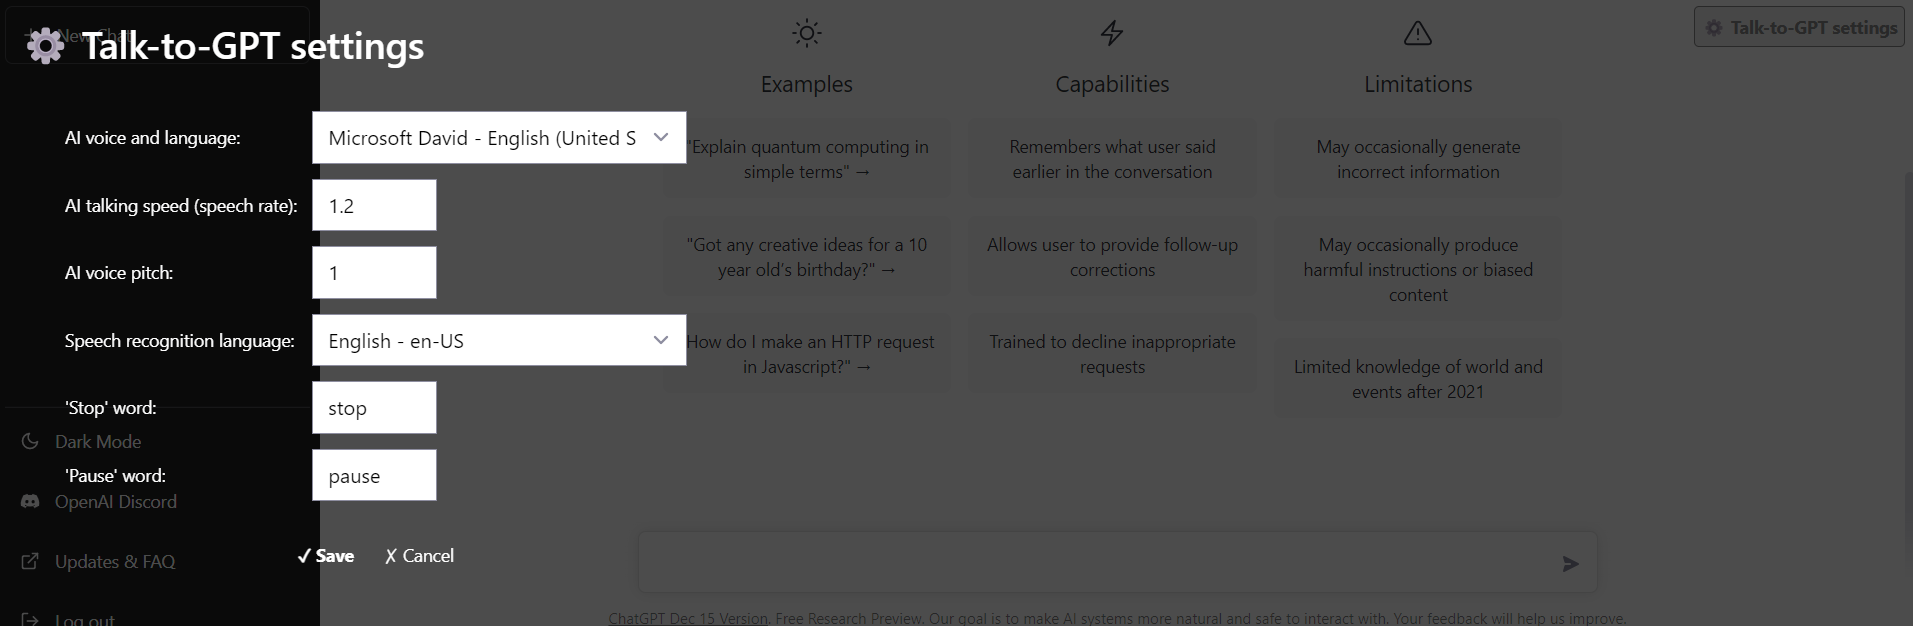 New Chat
Talk-to-GPT settings
Talk-to-GPT settings
AI voice and language:
Microsoft David - English (United S
AI talking speed (speech rate):
1.2
AI voice pitch:
1
Speech recognition language:
English - en-US
'Stop' word:
stop
'Pause' word:
pause
✓ Save
✗ Cancel
Dark Mode
OpenAI Discord
Updates & FAQ
Log out
Examples
"Explain quantum computing in
simple terms" →
"Got any creative ideas for a 10
year old's birthday?" →
How do I make an HTTP request
in Javascript?" →
Capabilities
Remembers what user said
earlier in the conversation
Allows user to provide follow-up
corrections
Trained to decline inappropriate
requests
Limitations
May occasionally generate
incorrect information
May occasionally produce
harmful instructions or biased
content
Limited knowledge of world and
events after 2021
ChatGPT Dec 15 Version. Free Research Preview. Our goal is to make AI systems more natural and safe to interact with. Your feedback will help us improve.